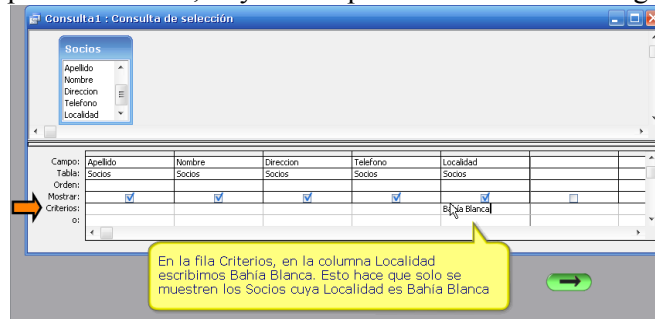 Consulta1 : Consulta de selección
Socios
Apellido
Nombre
Direccion
Telefono
Localidad
Campo: Apellido Nombre Direccion Telefono Localidad
Tabla: Socios Socios Socios Socios Socios
Orden:
Mostrar:
Criterios: Bahía Blanca
o:
En la fila Criterios, en la columna Localidad
escribimos Bahía Blanca. Esto hace que solo se
muestren los Socios cuya Localidad es Bahia Blanca